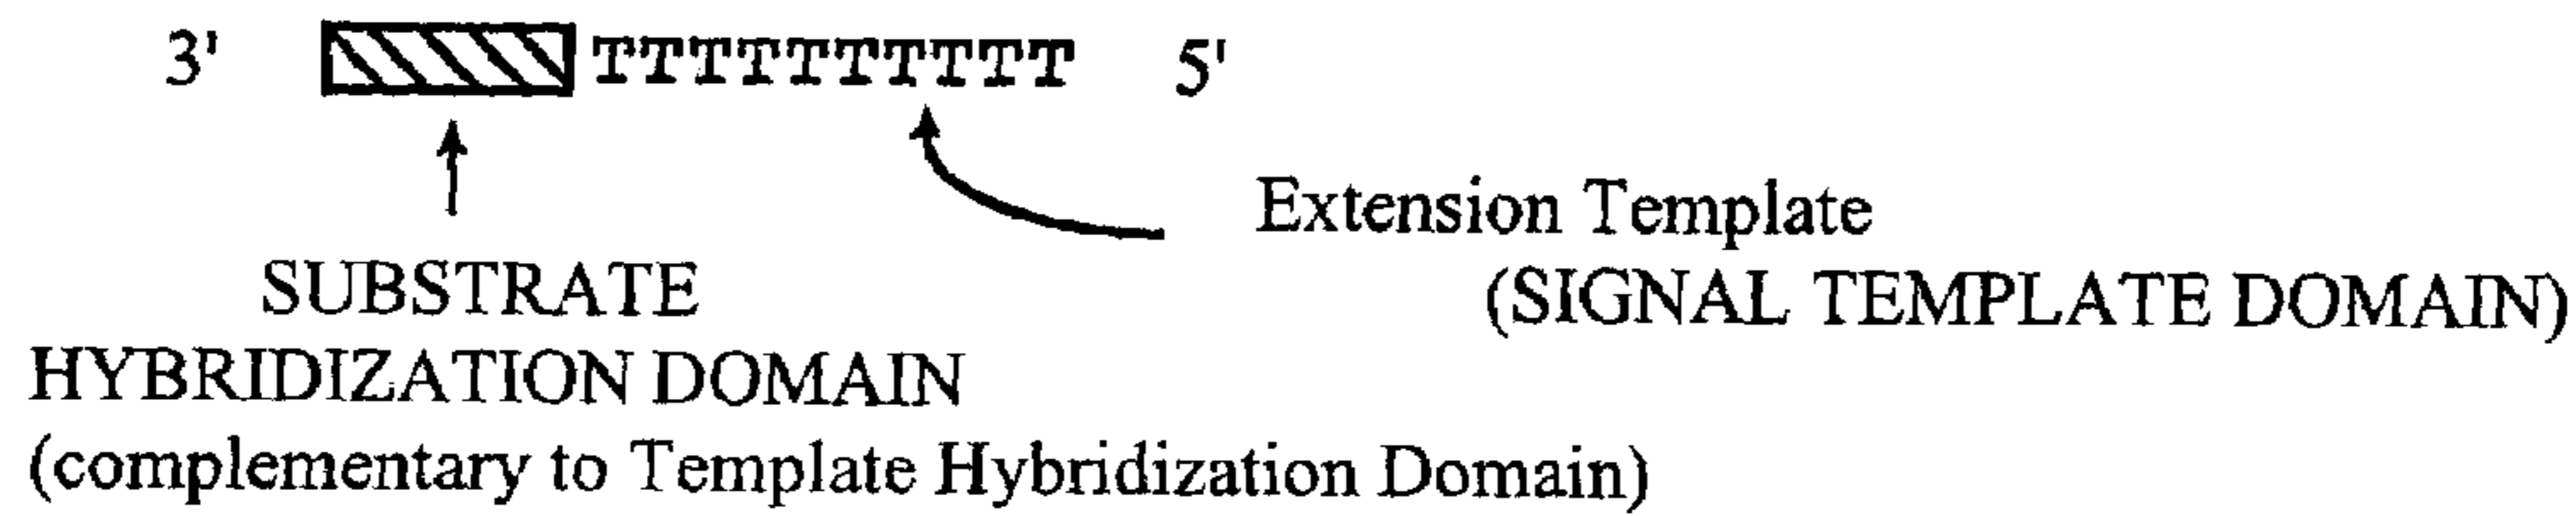 3' TTTTTTTTTT 5'
Extension Template
SUBSTRATE (SIGNAL TEMPLATE DOMAIN)
HYBRIDIZATION DOMAIN
(complementary to Template Hybridization Domain)